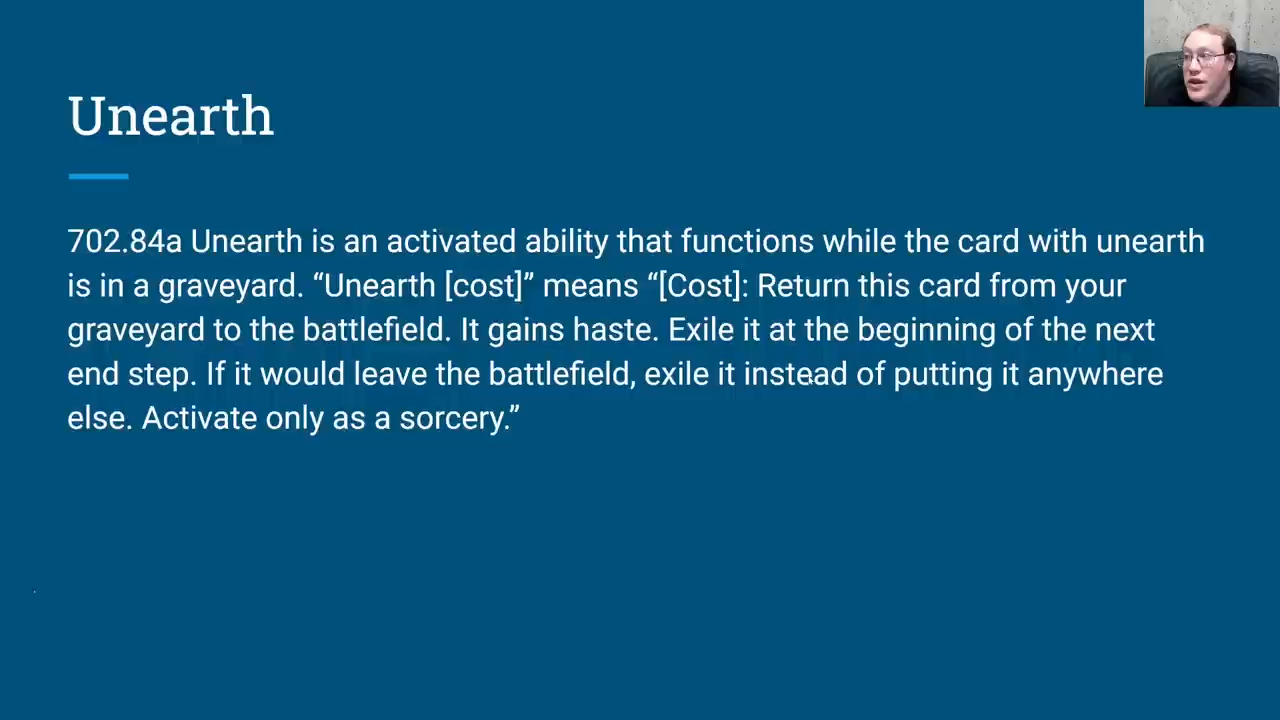 Unearth
702.84a Unearth is an activated ability that functions while the card with unearth
is in a graveyard. “Unearth [cost]” means “[Cost]: Return this card from your
graveyard to the battlefield. It gains haste. Exile it at the beginning of the next
end step. If it would leave the battlefield, exile it instead of putting it anywhere
else. Activate only as a sorcery.”